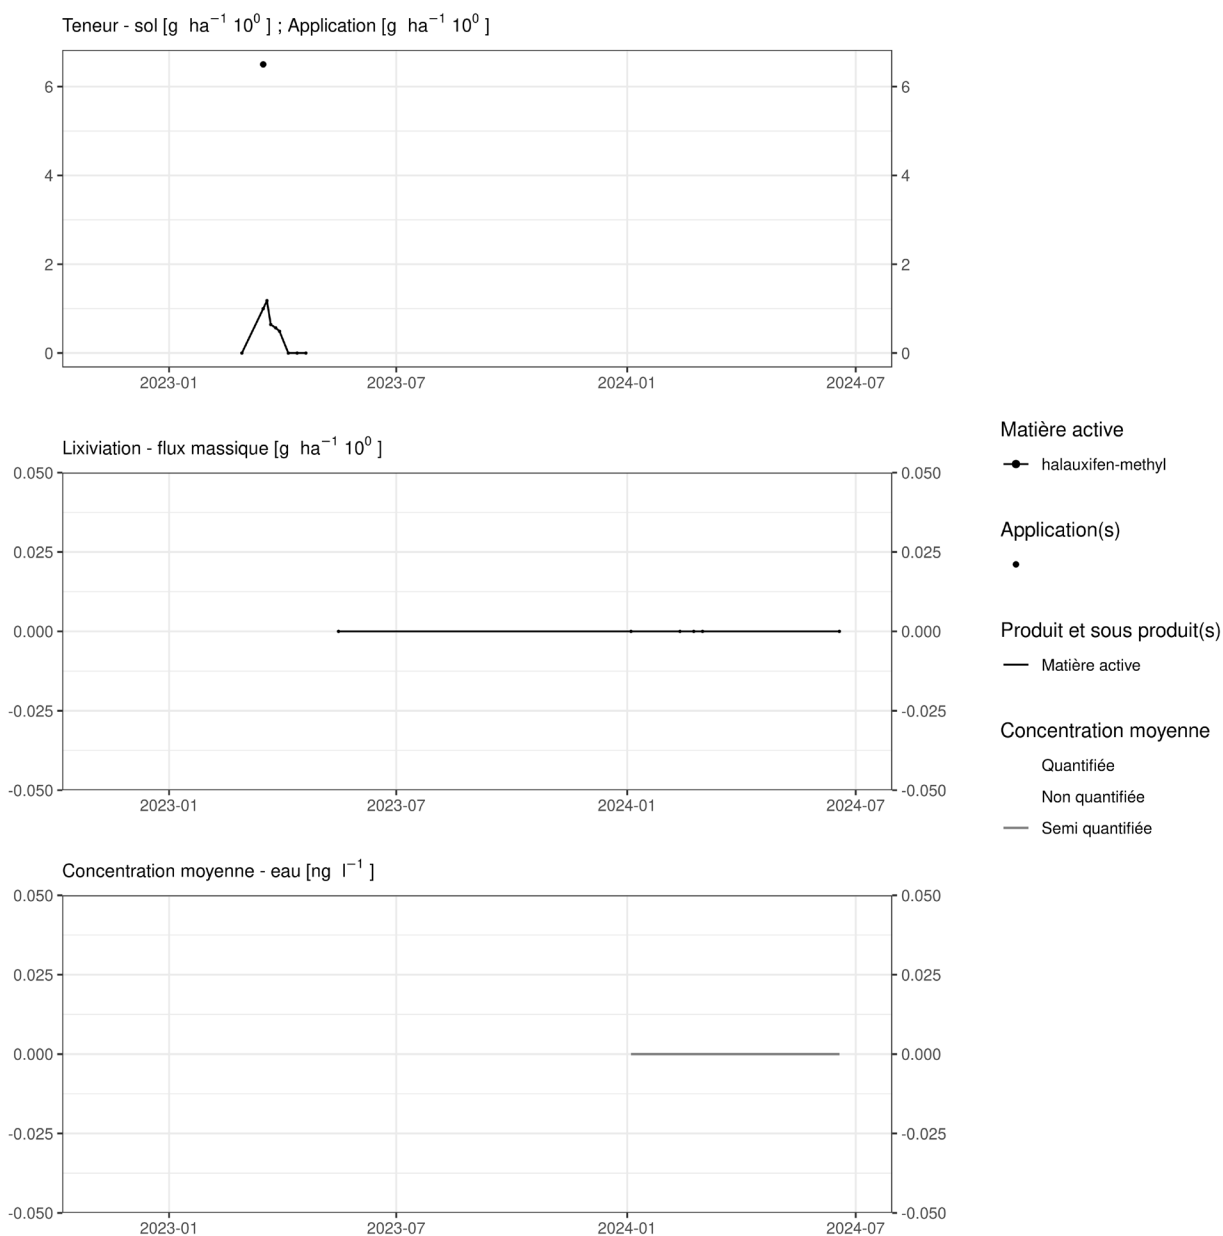 Teneur - sol [g ha⁻¹ 10⁰ ] ; Application [g ha⁻¹ 10⁰ ]
6 6
4 4
2 2
0 0
2023-01 2023-07 2024-01 2024-07
Lixiviation - flux massique [g ha⁻¹ 10⁰ ]
0.050 0.050
0.025 0.025
0.000 0.000
-0.025 -0.025
-0.050 -0.050
2023-01 2023-07 2024-01 2024-07
Concentration moyenne - eau [ng l⁻¹ ]
0.050 0.050
0.025 0.025
0.000 0.000
-0.025 -0.025
-0.050 -0.050
2023-01 2023-07 2024-01 2024-07
Matière active
halauxifen-methyl
Application(s)
Produit et sous produit(s)
Matière active
Concentration moyenne
Quantifiée
Non quantifiée
Semi quantifiée